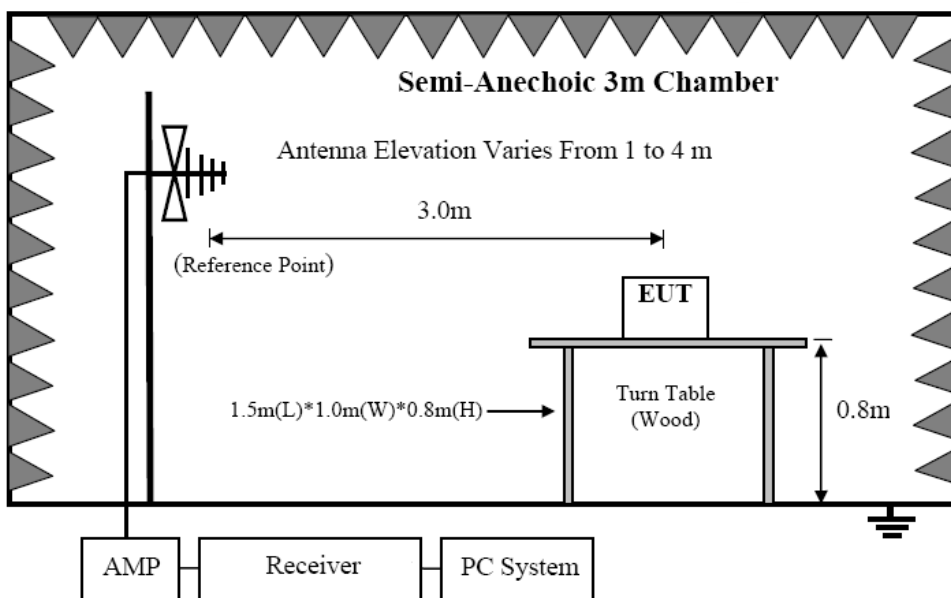 Semi-Anechoic 3m Chamber
Antenna Elevation Varies From 1 to 4 m
3.0m
(Reference Point)
EUT
1.5m(L)*1.0m(W)*0.8m(H)
Turn Table
(Wood)
0.8m
AMP
Receiver
PC System